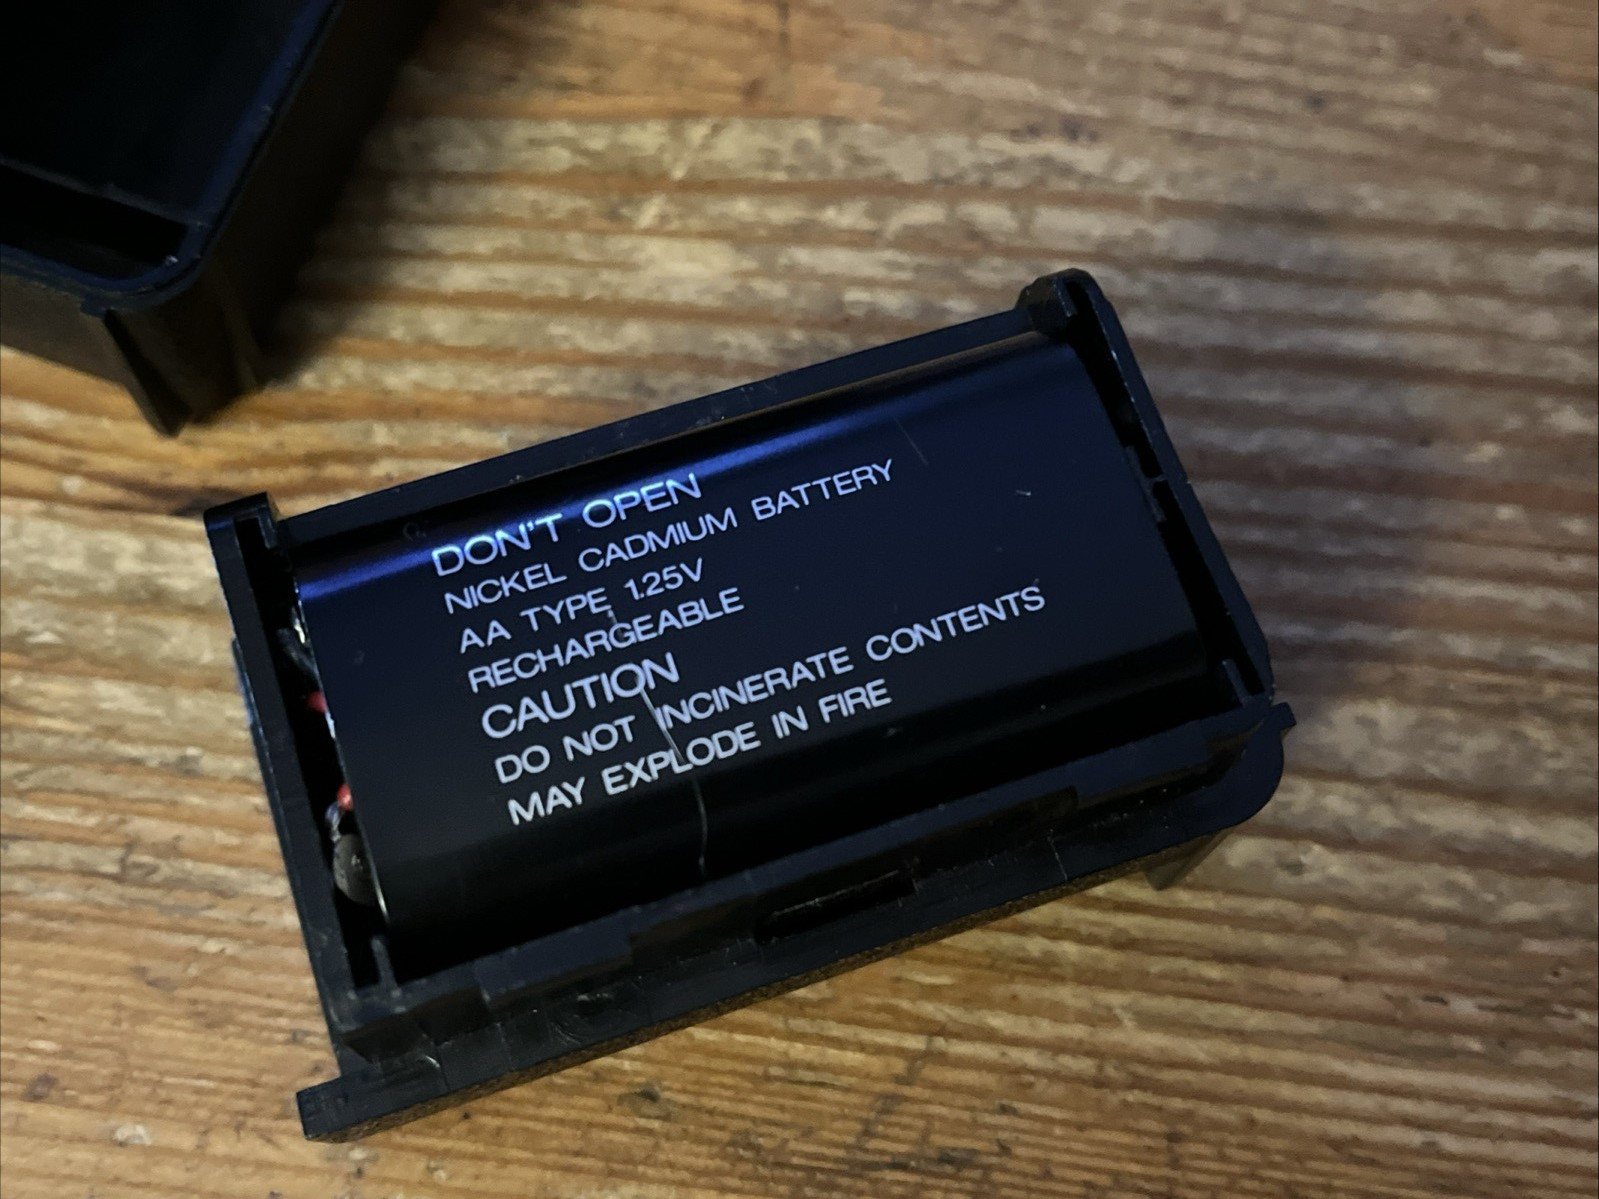 DON'T OPEN
NICKEL CADMIUM BATTERY
AA TYPE 1.25V
RECHARGEABLE
CAUTION
DO NOT INCINERATE CONTENTS
MAY EXPLODE IN FIRE